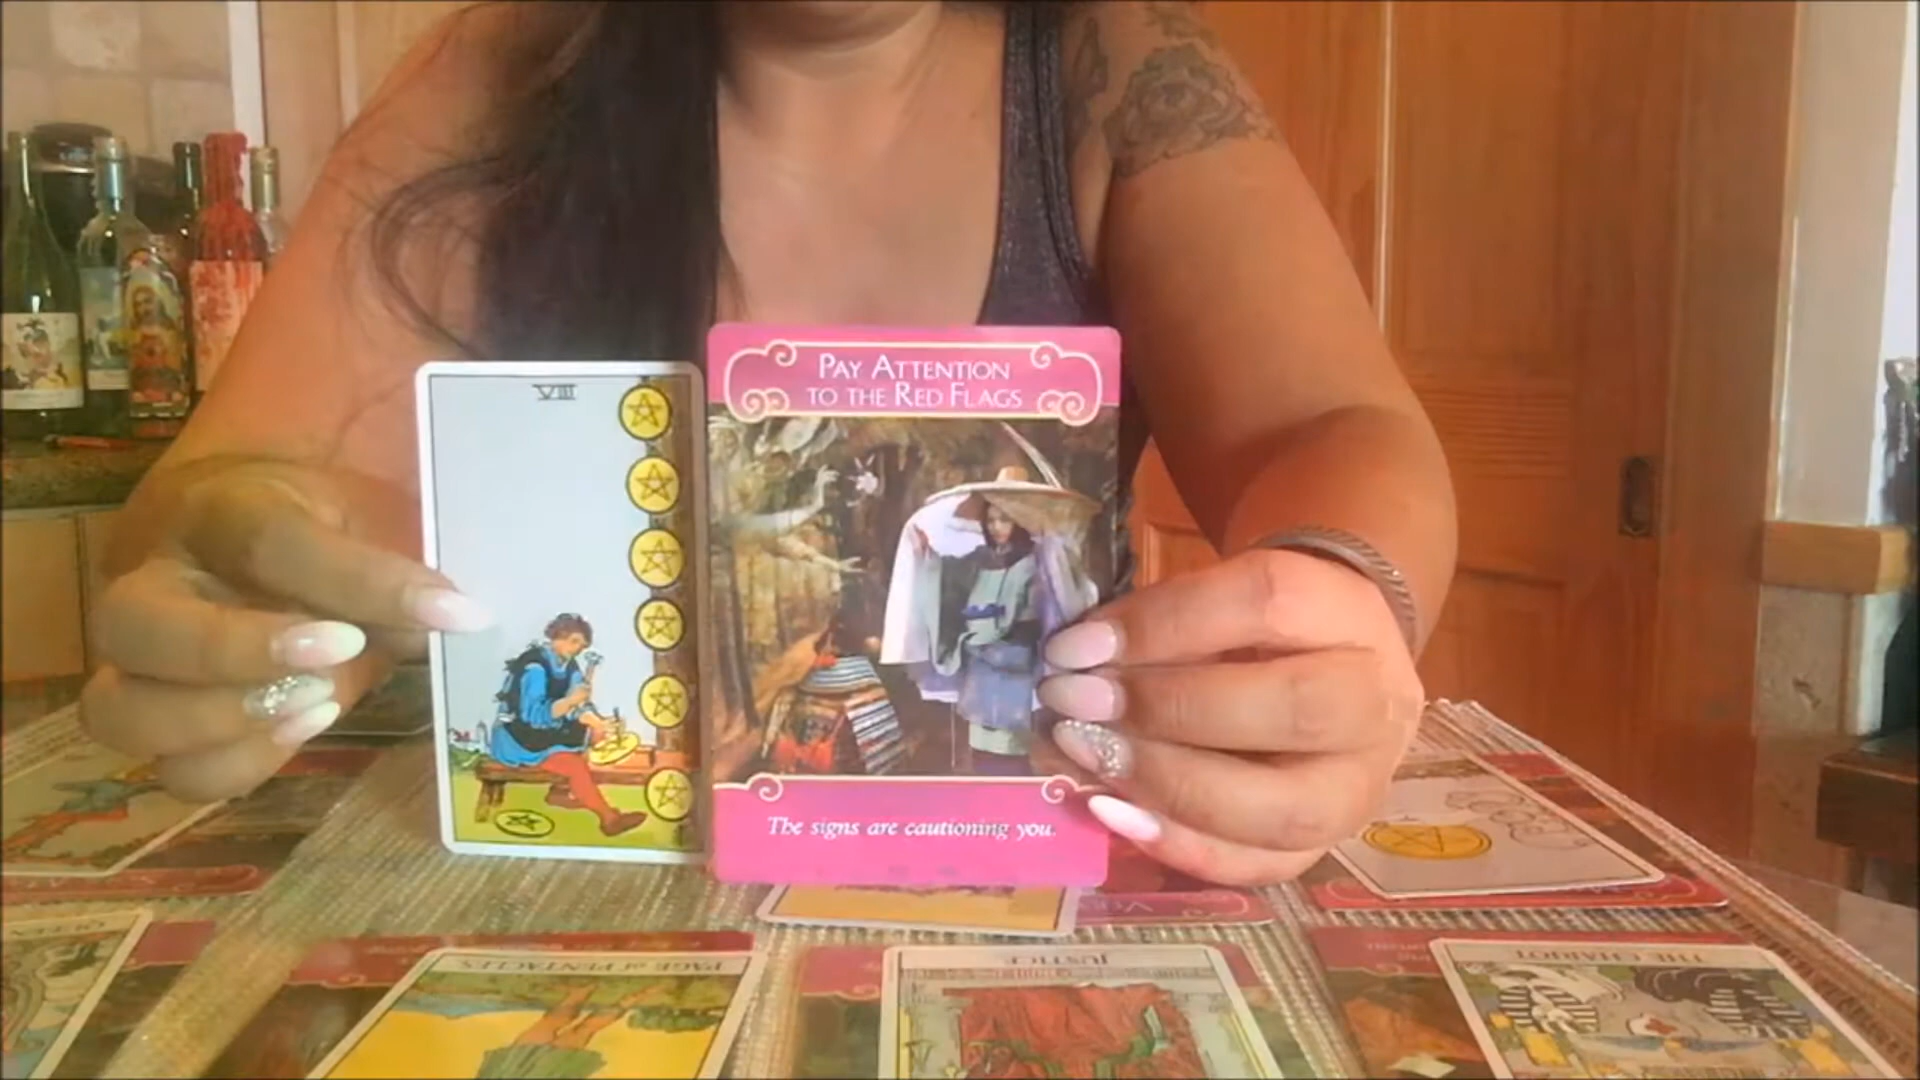 VIII
PAY ATTENTION
TO THE RED FLAGS
The signs are cautioning you.
PAGE of PENTACLES
JUSTICE
THE CHARIOT